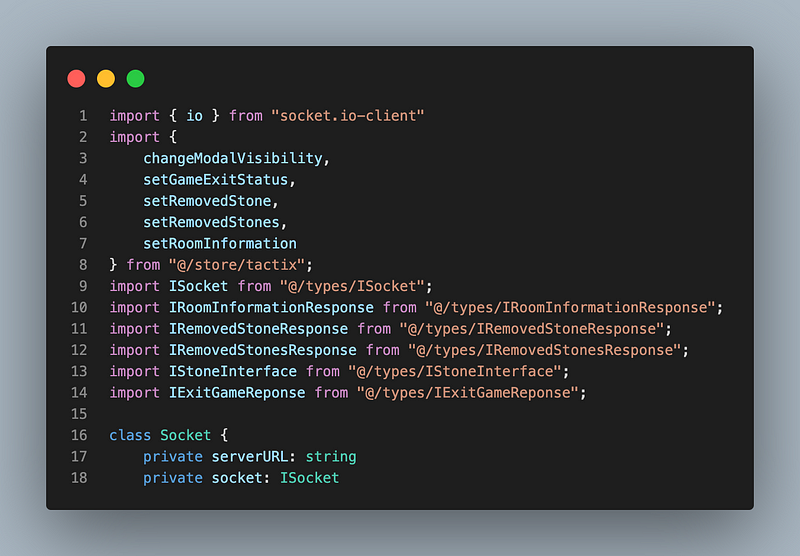 1 import { io } from "socket.io-client"
2 import {
3 changeModalVisibility,
4 setGameExitStatus,
5 setRemovedStone,
6 setRemovedStones,
7 setRoomInformation
8 } from "@/store/tactix";
9 import ISocket from "@/types/ISocket";
10 import IRoomInformationResponse from "@/types/IRoomInformationResponse";
11 import IRemovedStoneResponse from "@/types/IRemovedStoneResponse";
12 import IRemovedStonesResponse from "@/types/IRemovedStonesResponse";
13 import IStoneInterface from "@/types/IStoneInterface";
14 import IExitGameReponse from "@/types/IExitGameReponse";
15
16 class Socket {
17 private serverURL: string
18 private socket: ISocket